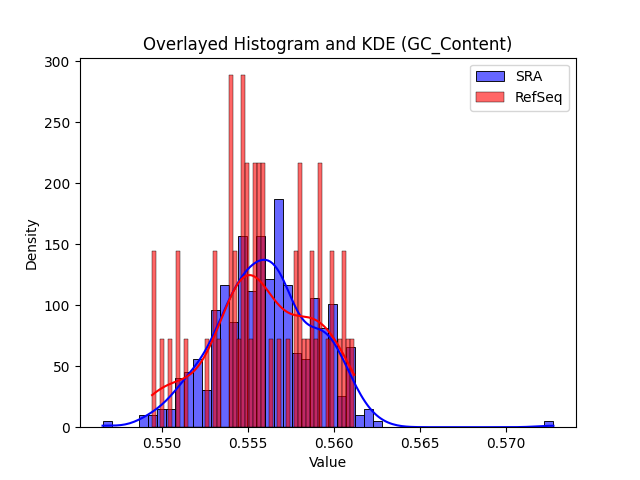 Overlayed Histogram and KDE (GC_Content)
SRA
RefSeq
300
250
200
150
100
50
0
Density
0.550 0.555 0.560 0.565 0.570
Value